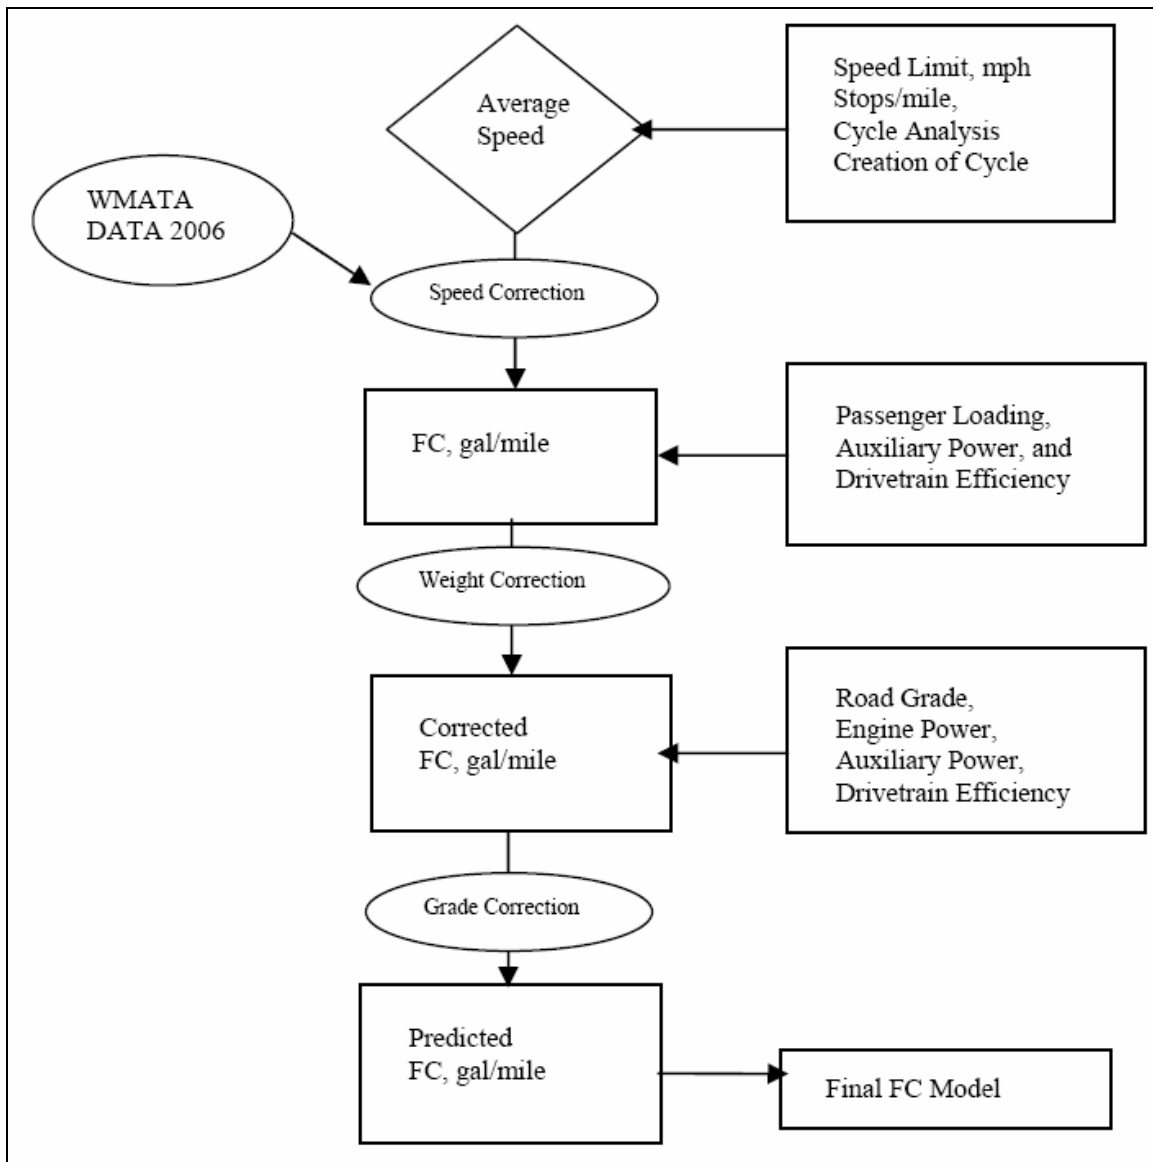 Average
Speed
Speed Limit, mph
Stops/mile,
Cycle Analysis
Creation of Cycle
WMATA
DATA 2006
Speed Correction
FC, gal/mile
Passenger Loading,
Auxiliary Power, and
Drivetrain Efficiency
Weight Correction
Corrected
FC, gal/mile
Road Grade,
Engine Power,
Auxiliary Power,
Drivetrain Efficiency
Grade Correction
Predicted
FC, gal/mile
Final FC Model